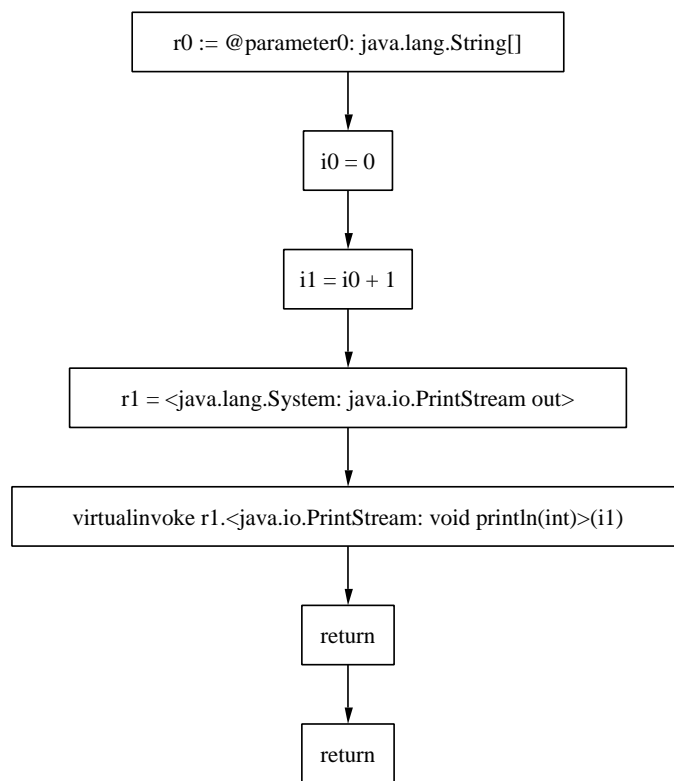 r0 := @parameter0: java.lang.String[]
i0 = 0
i1 = i0 + 1
r1 = <java.lang.System: java.io.PrintStream out>
virtualinvoke r1.<java.io.PrintStream: void println(int)>(i1)
return
return